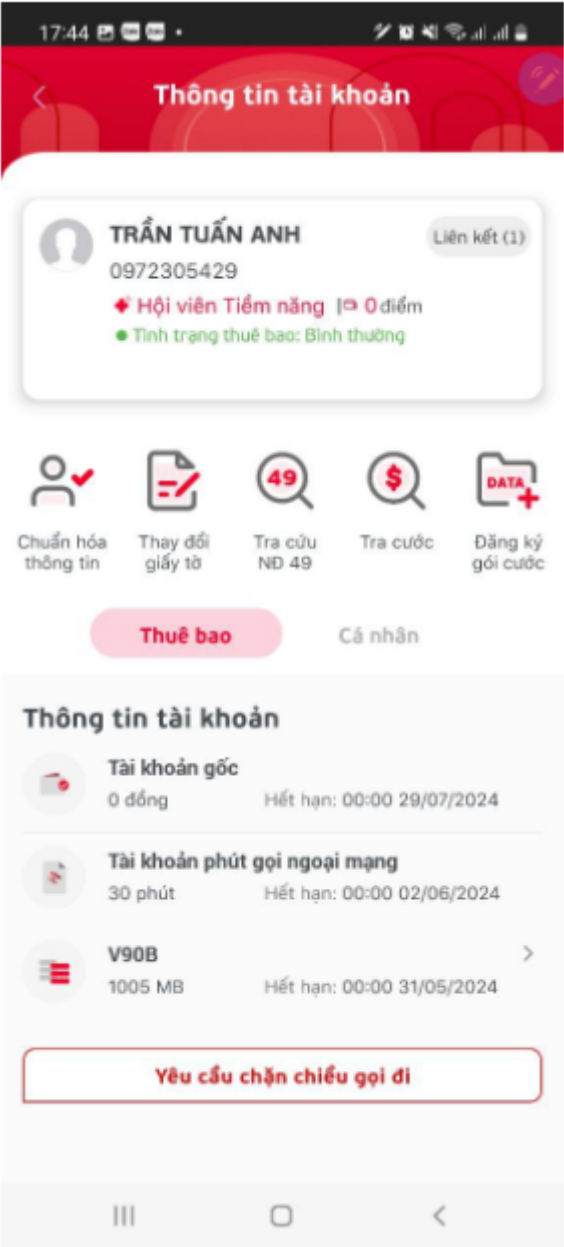 17:44
Thông tin tài khoản
TRẦN TUẤN ANH
Liên kết (1)
0972305429
Hội viên Tiềm năng | 0 điểm
Tình trạng thuê bao: Bình thường
49
$
DATA
Chuẩn hóa thông tin
Thay đổi giấy tờ
Tra cứu NĐ 49
Tra cước
Đăng ký gói cước
Thuê bao
Cá nhân
Thông tin tài khoản
Tài khoản gốc
0 đồng Hết hạn: 00:00 29/07/2024
Tài khoản phút gọi ngoại mạng
30 phút Hết hạn: 00:00 02/06/2024
V90B
1005 MB Hết hạn: 00:00 31/05/2024
Yêu cầu chặn chiều gọi đi